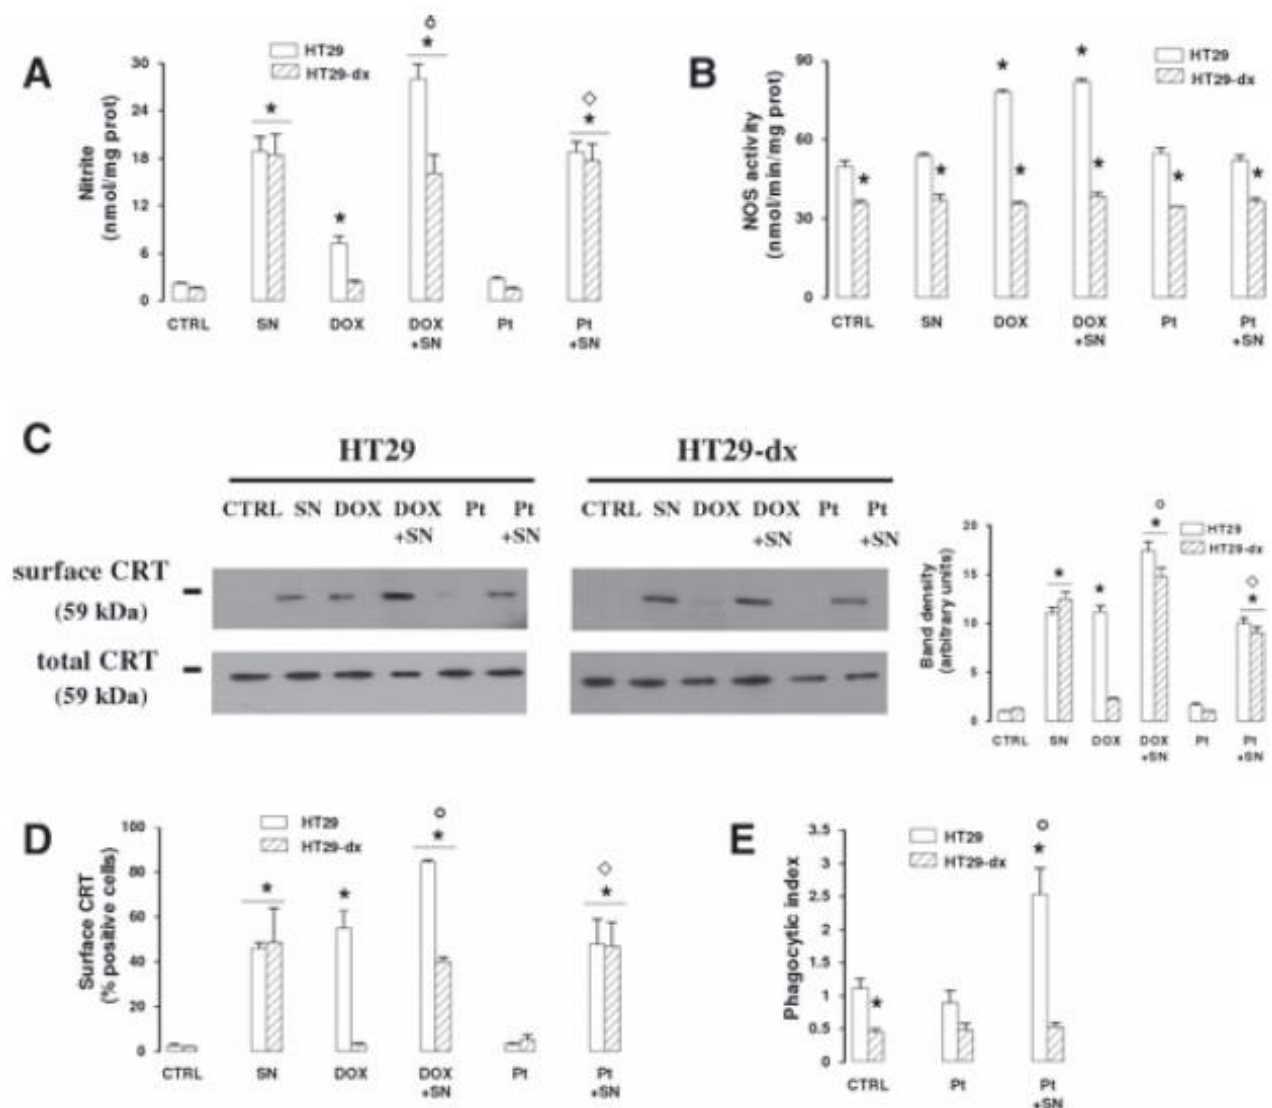 A
HT29
HT29-dx
Nitrite
(nmol/mg prot)
30
24
18
12
6
0
CTRL
SN
DOX
DOX
+SN
Pt
Pt
+SN
B
HT29
HT29-dx
NOS activity
(nmol/min/mg prot)
90
60
30
0
CTRL
SN
DOX
DOX
+SN
Pt
Pt
+SN
C
HT29
HT29-dx
CTRL SN DOX DOX Pt Pt
+SN +SN
CTRL SN DOX DOX Pt Pt
+SN +SN
surface CRT
(59 kDa)
total CRT
(59 kDa)
HT29
HT29-dx
Band density
(arbitrary units)
20
15
10
5
0
CTRL
SN
DOX
DOX
+SN
Pt
Pt
+SN
D
HT29
HT29-dx
Surface CRT
(% positive cells)
100
80
60
40
20
0
CTRL
SN
DOX
DOX
+SN
Pt
Pt
+SN
E
HT29
HT29-dx
Phagocytic index
3.5
3
2.5
2
1.5
1
0.5
0
CTRL
Pt
Pt
+SN